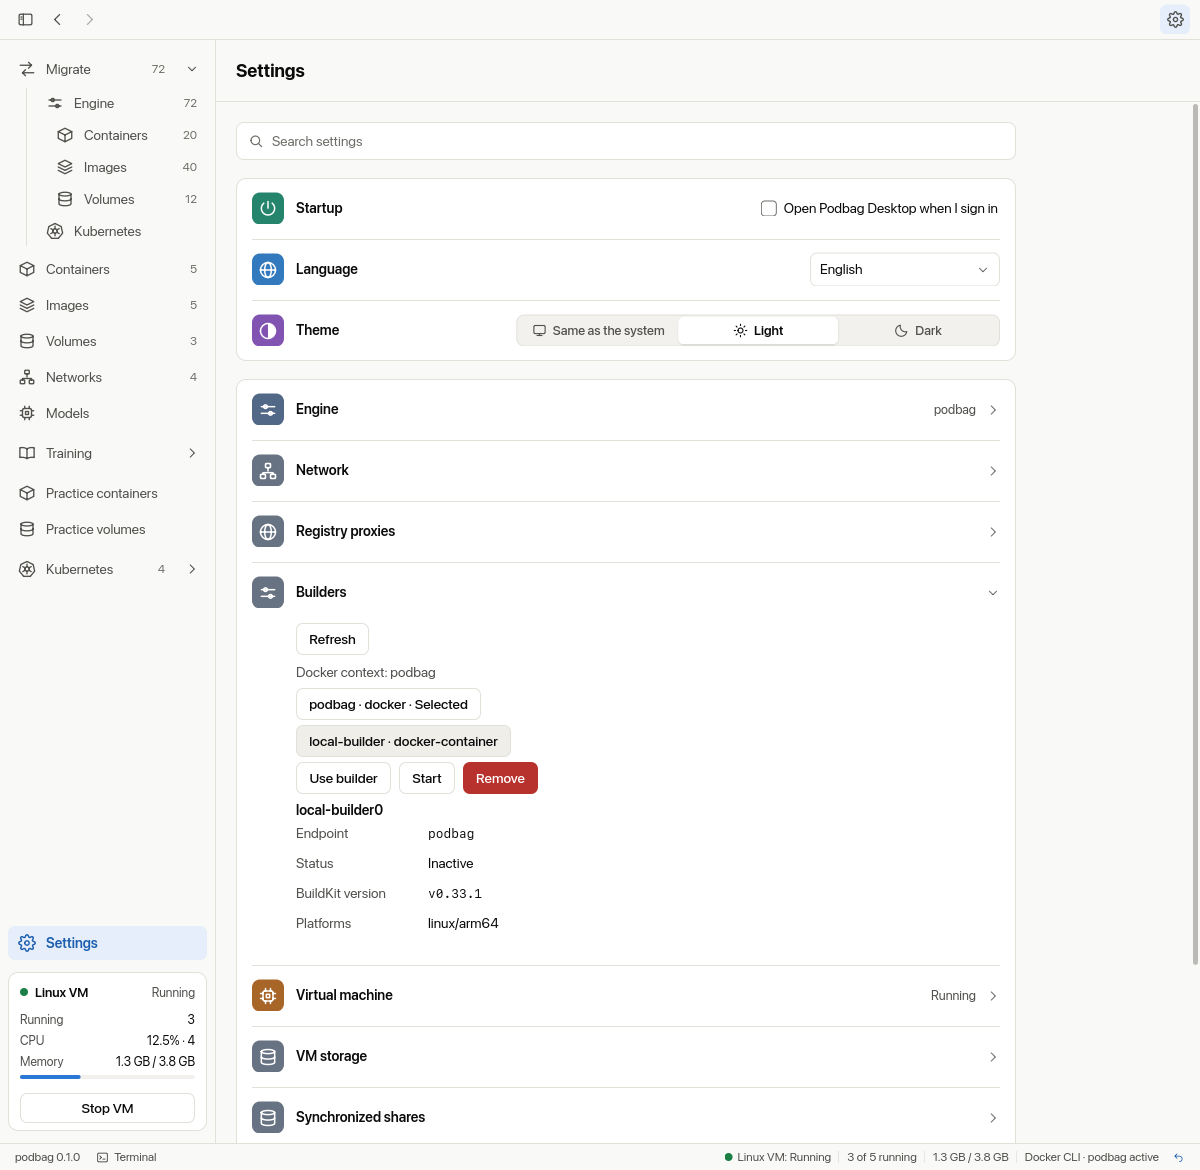 Migrate 72
Engine 72
Containers 20
Images 40
Volumes 12
Kubernetes
Containers 5
Images 5
Volumes 3
Networks 4
Models
Training
Practice containers
Practice volumes
Kubernetes 4
Settings
Linux VM Running
Running 3
CPU 12.5% · 4
Memory 1.3 GB / 3.8 GB
Stop VM
Settings
Search settings
Startup Open Podbag Desktop when I sign in
Language English
Theme Same as the system Light Dark
Engine podbag
Network
Registry proxies
Builders
Refresh
Docker context: podbag
podbag · docker · Selected
local-builder · docker-container
Use builder Start Remove
local-builder0
Endpoint podbag
Status Inactive
BuildKit version v0.33.1
Platforms linux/arm64
Virtual machine Running
VM storage
Synchronized shares
podbag 0.1.0 Terminal Linux VM: Running 3 of 5 running 1.3 GB / 3.8 GB Docker CLI · podbag active